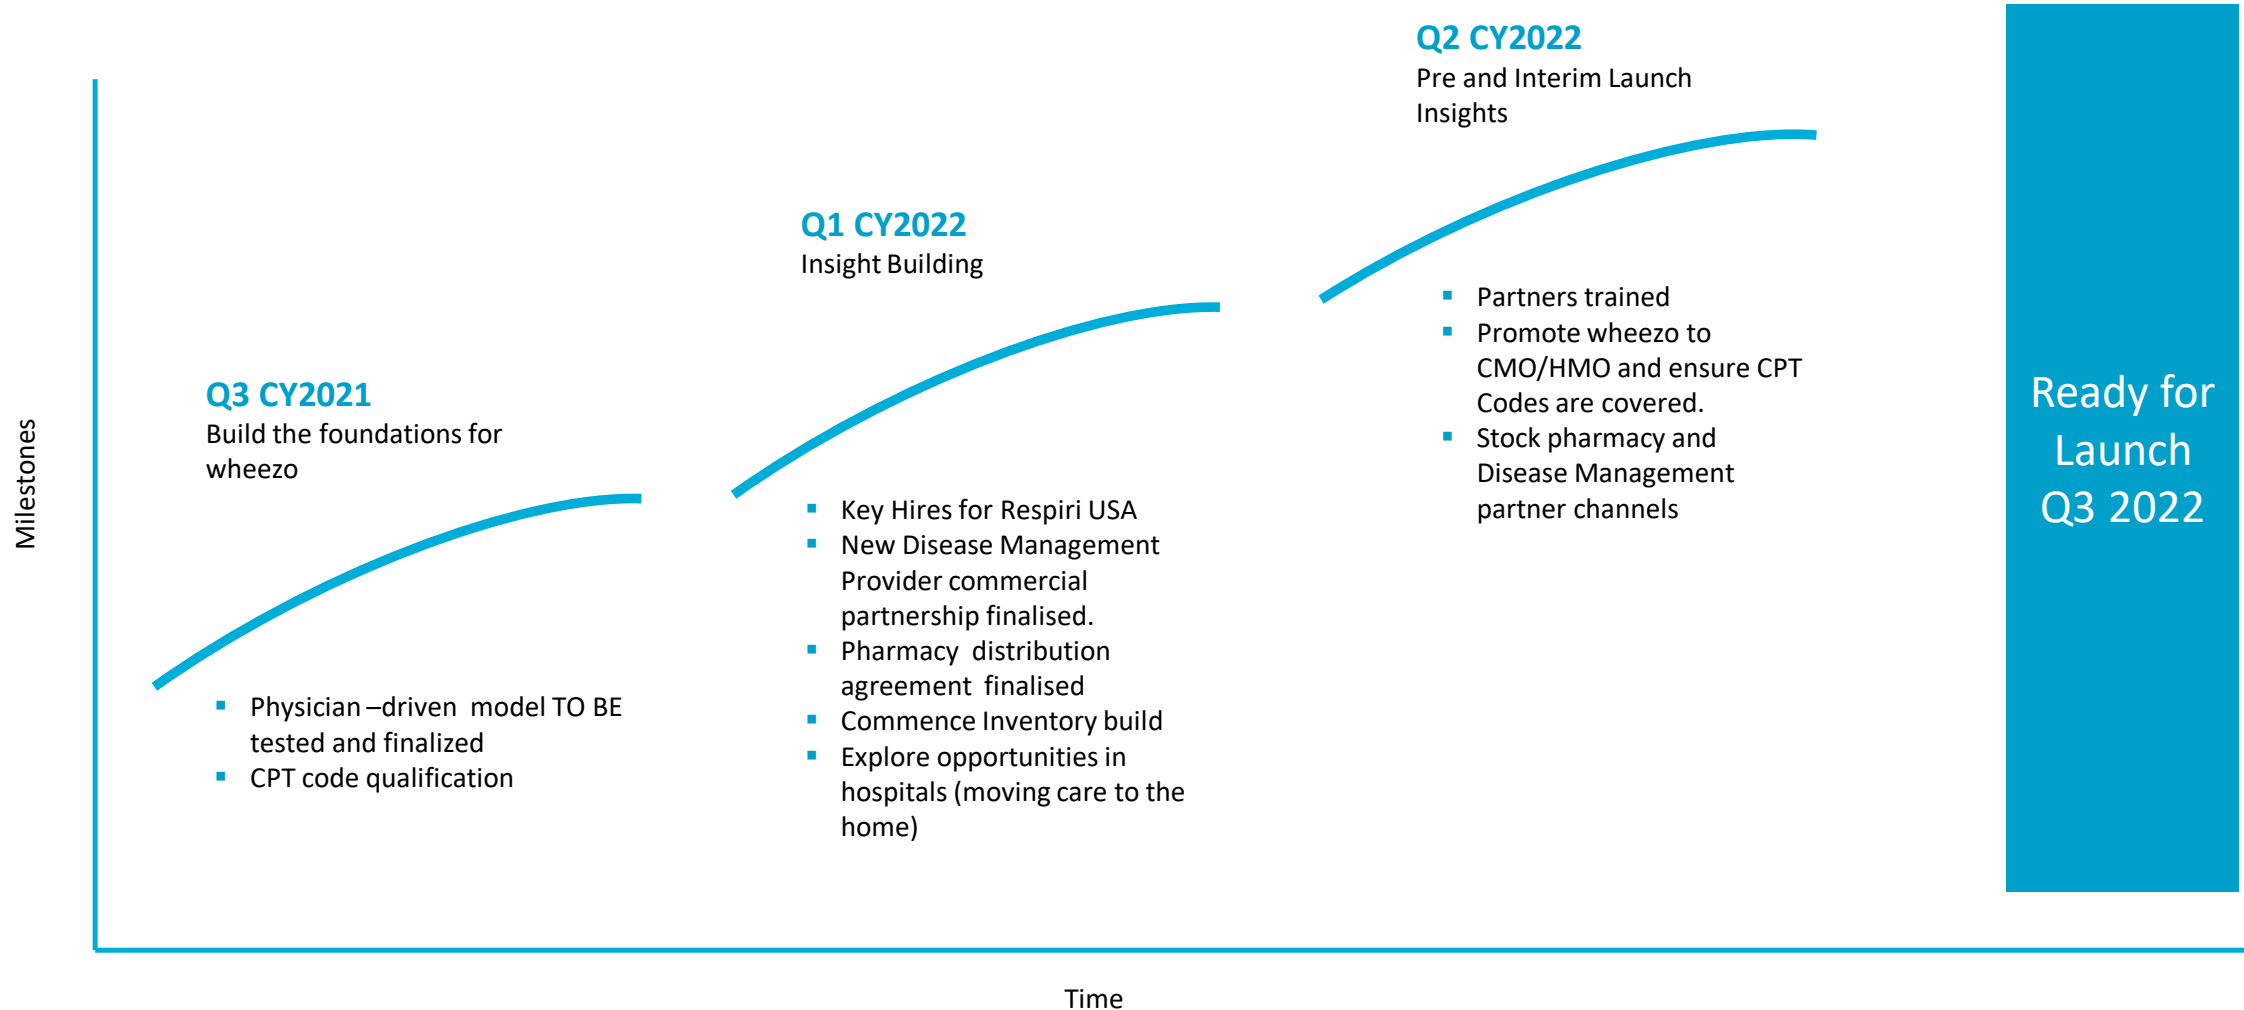 Q2 CY2022
Pre and Interim Launch
Insights
Q1 CY2022
Insight Building
Q3 CY2021
Build the foundations for
wheezo
Milestones
▪ Physician –driven model TO BE
tested and finalized
▪ CPT code qualification
▪ Key Hires for Respiri USA
▪ New Disease Management
Provider commercial
partnership finalised.
▪ Pharmacy distribution
agreement finalised
▪ Commence Inventory build
▪ Explore opportunities in
hospitals (moving care to the
home)
▪ Partners trained
▪ Promote wheezo to
CMO/HMO and ensure CPT
Codes are covered.
▪ Stock pharmacy and
Disease Management
partner channels
Ready for
Launch
Q3 2022
Time